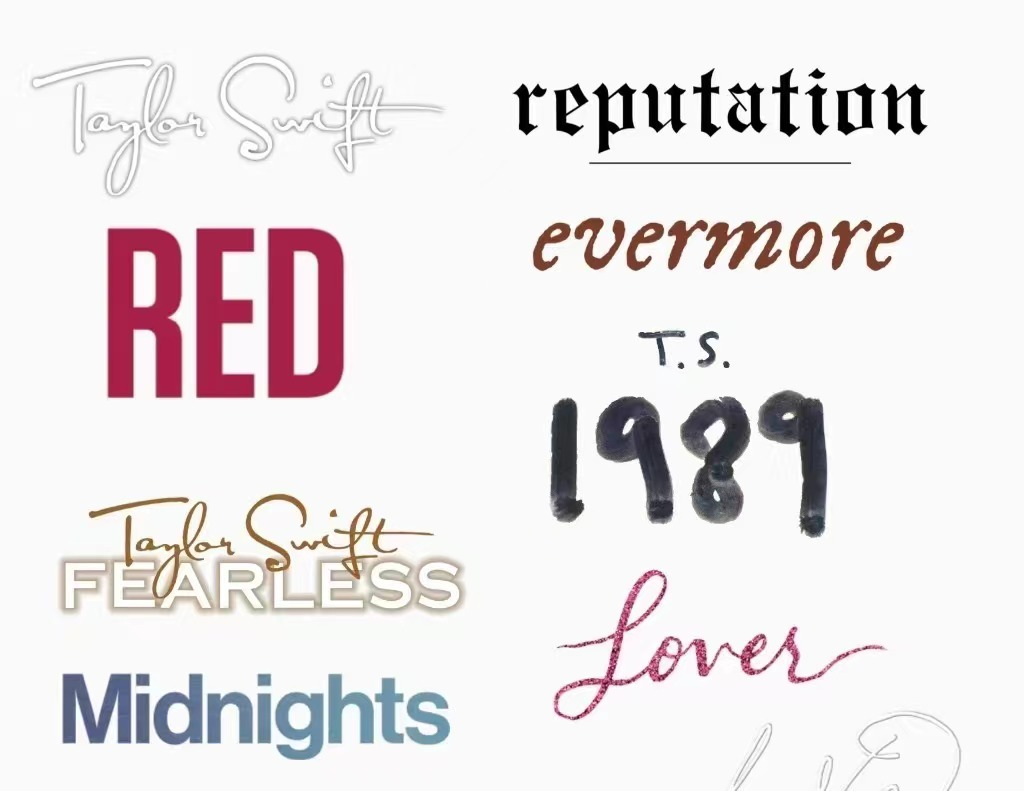 Taylor Swift
RED
Taylor Swift
FEARLESS
Midnights
reputation
evermore
T.S.
1989
Lover